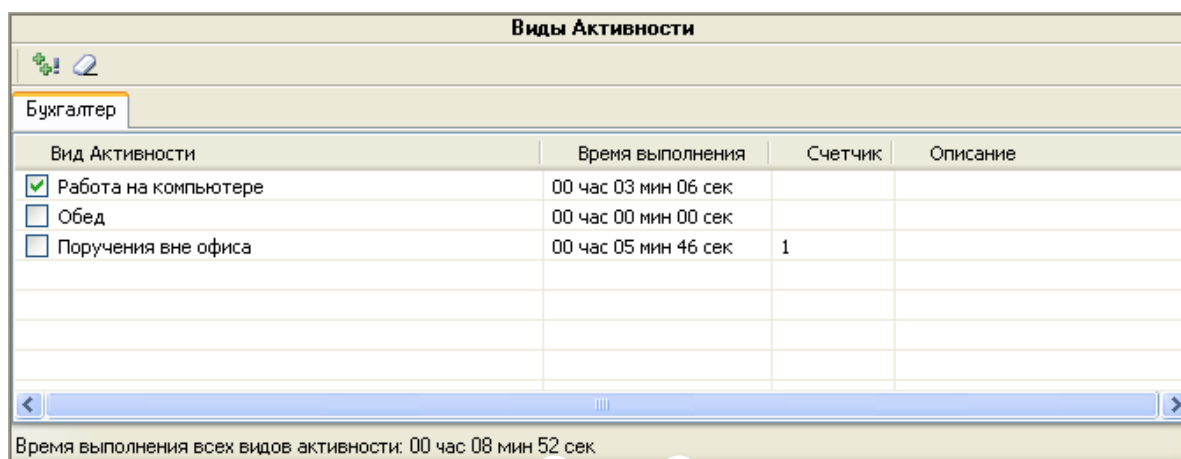 Виды Активности
Бухгалтер
Вид Активности Время выполнения Счетчик Описание
Работа на компьютере 00 час 03 мин 06 сек
Обед 00 час 00 мин 00 сек
Поручения вне офиса 00 час 05 мин 46 сек 1
Время выполнения всех видов активности: 00 час 08 мин 52 сек